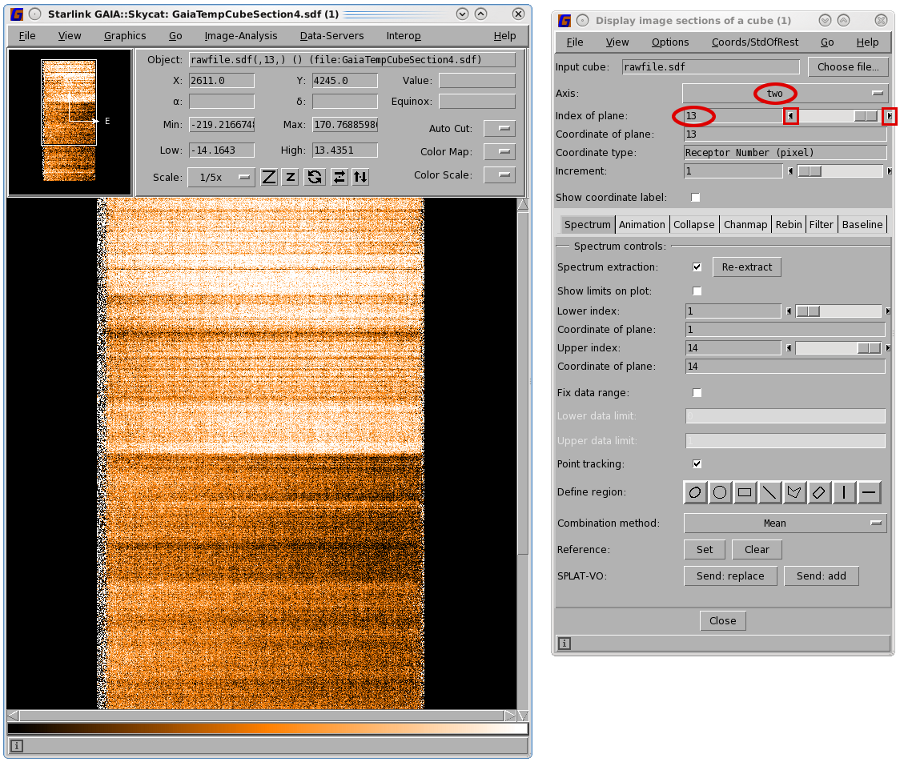 Starlink GAIA::Skycat: GaiaTempCubeSection4.sdf (1)
File View Graphics Go Image-Analysis Data-Servers Interop Help
Object: rawfile.sdf(,13,) () (file:GaiaTempCubeSection4.sdf)
X: 2611.0 Y: 4245.0 Value:
α: δ: Equinox:
Min: -219.2166748 Max: 170.7688598 Auto Cut:
Low: -14.1643 High: 13.4351 Color Map:
Scale: 1/5x Z z Color Scale:
E
Display image sections of a cube (1)
File View Options Coords/StdOfRest Go Help
Input cube: rawfile.sdf Choose file...
Axis: two
Index of plane: 13
Coordinate of plane: 13
Coordinate type: Receptor Number (pixel)
Increment: 1
Show coordinate label:
Spectrum Animation Collapse Chanmap Rebin Filter Baseline
Spectrum controls:
Spectrum extraction: Re-extract
Show limits on plot:
Lower index: 1
Coordinate of plane: 1
Upper index: 14
Coordinate of plane: 14
Fix data range:
Lower data limit:
Upper data limit:
Point tracking:
Define region:
Combination method: Mean
Reference: Set Clear
SPLAT-VO: Send: replace Send: add
Close